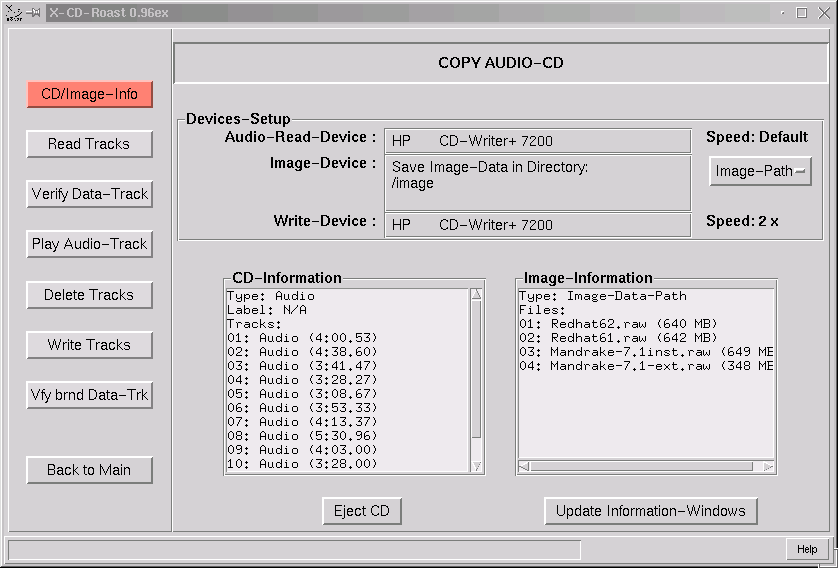 X-CD-Roast 0.96ex
COPY AUDIO-CD
CD/Image-Info
Read Tracks
Verify Data-Track
Play Audio-Track
Delete Tracks
Write Tracks
Vfy brnd Data-Trk
Back to Main
Devices-Setup
Audio-Read-Device : HP CD-Writer+ 7200 Speed: Default
Image-Device : Save Image-Data in Directory:
/image
Image-Path
Write-Device : HP CD-Writer+ 7200 Speed: 2 x
CD-Information
Type: Audio
Label: N/A
Tracks:
01: Audio (4:00.53)
02: Audio (4:38.60)
03: Audio (3:41.47)
04: Audio (3:28.27)
05: Audio (3:08.67)
06: Audio (3:53.33)
07: Audio (4:13.37)
08: Audio (5:30.96)
09: Audio (4:03.00)
10: Audio (3:28.00)
Image-Information
Type: Image-Data-Path
Files:
01: Redhat62.raw (640 MB)
02: Redhat61.raw (642 MB)
03: Mandrake-7.1inst.raw (649 ME
04: Mandrake-7.1-ext.raw (348 ME
Eject CD
Update Information-Windows
Help